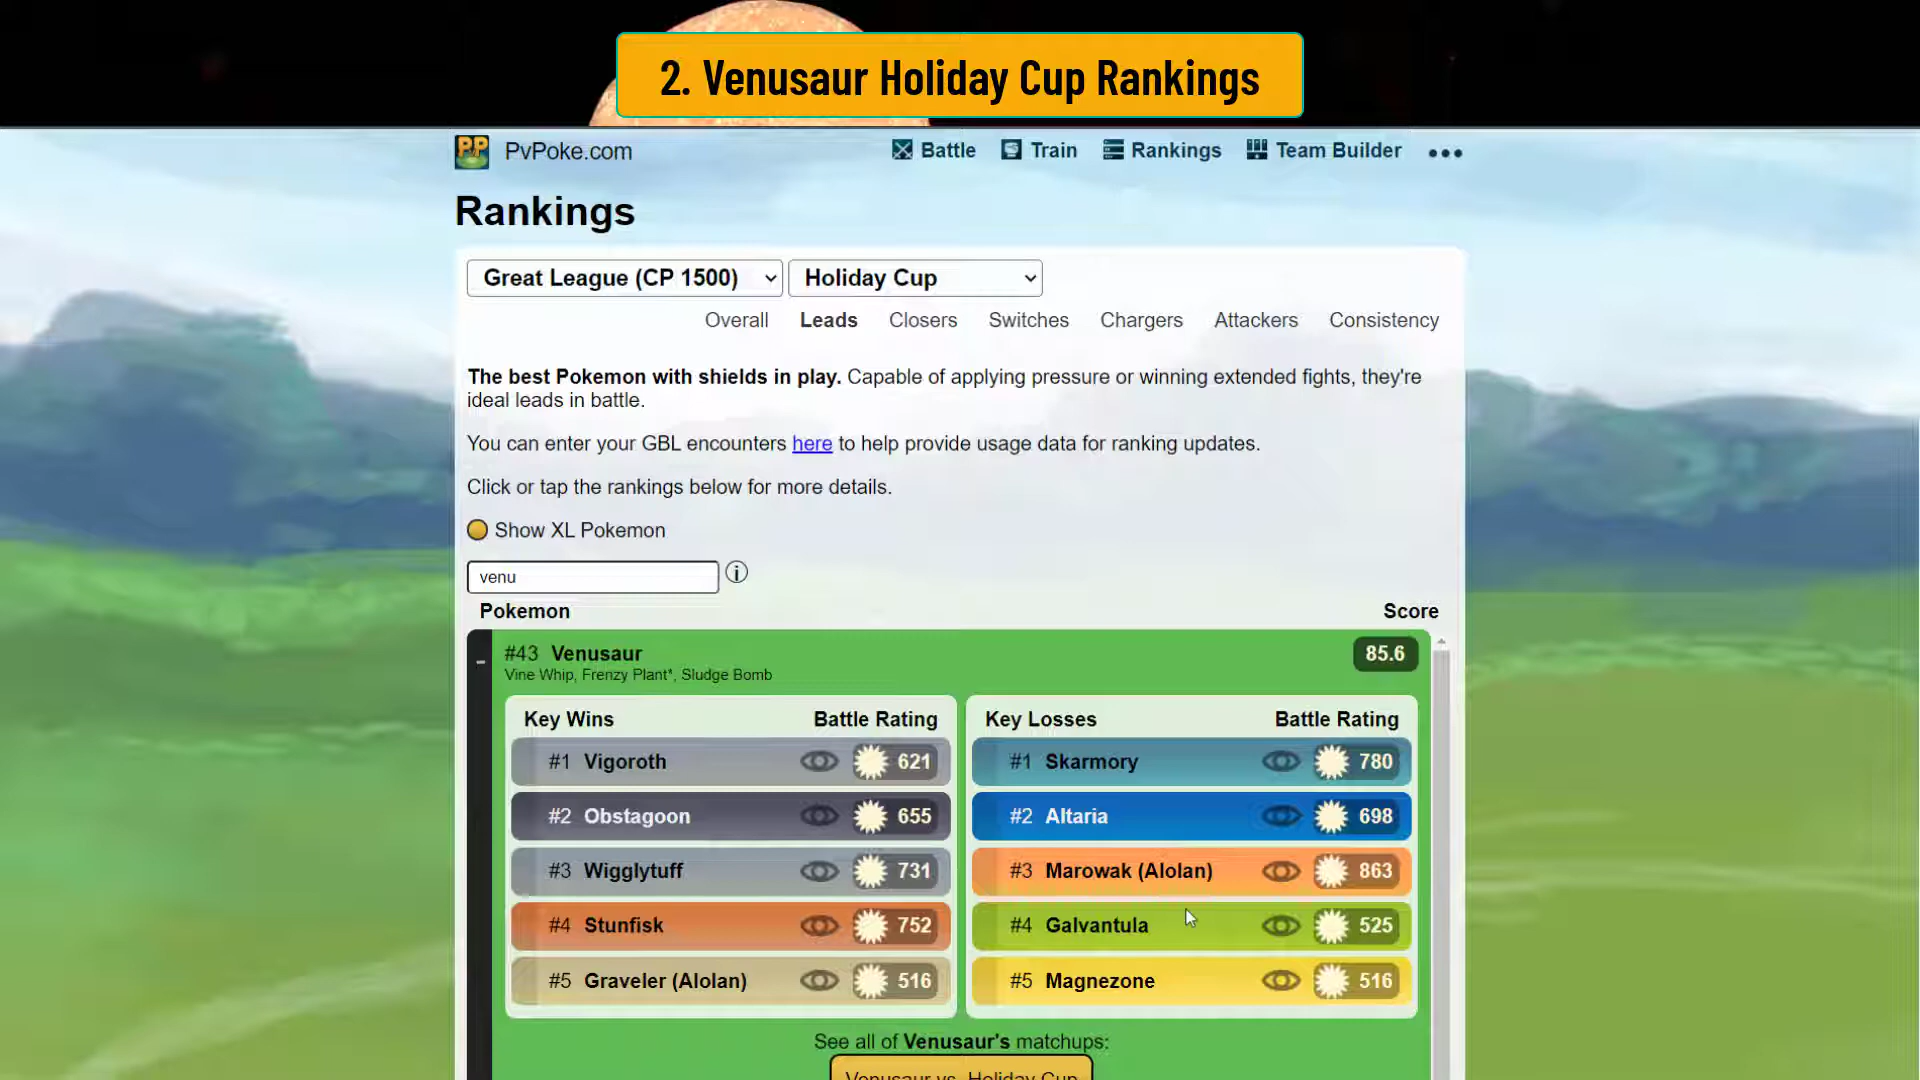 2. Venusaur Holiday Cup Rankings
PP PvPoke.com Battle Train Rankings Team Builder
Rankings
Great League (CP 1500) Holiday Cup
Overall Leads Closers Switches Chargers Attackers Consistency
The best Pokemon with shields in play. Capable of applying pressure or winning extended fights, they're
ideal leads in battle.
You can enter your GBL encounters here to help provide usage data for ranking updates.
Click or tap the rankings below for more details.
Show XL Pokemon
venu
Pokemon Score
#43 Venusaur 85.6
Vine Whip, Frenzy Plant*, Sludge Bomb
Key Wins Battle Rating
#1 Vigoroth 621
#2 Obstagoon 655
#3 Wigglytuff 731
#4 Stunfisk 752
#5 Graveler (Alolan) 516
Key Losses Battle Rating
#1 Skarmory 780
#2 Altaria 698
#3 Marowak (Alolan) 863
#4 Galvantula 525
#5 Magnezone 516
See all of Venusaur's matchups:
Venusaur vs. Holiday Cup